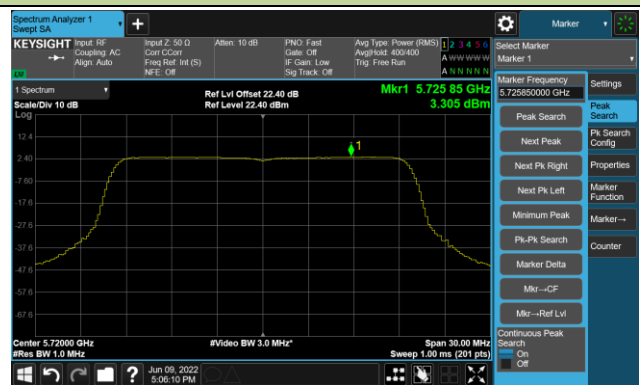 Spectrum Analyzer 1
Swept SA
Marker
KEYSIGHT
Input: RF
Coupling: AC
Align: Auto
Input Z: 50 Ω
Corr CCorr
Freq Ref: Int (S)
NFE: Off
Atten: 10 dB
PNO: Fast
Gate: Off
IF Gain: Low
Sig Track: Off
Avg Type: Power (RMS)
Avg|Hold: 400/400
Trig: Free Run
1 2 3 4 5 6
A W W W W W
A N N N N N
Select Marker
Marker 1
1 Spectrum
Scale/Div 10 dB
Log
Ref Lvl Offset 22.40 dB
Ref Level 22.40 dBm
Mkr1 5.725 85 GHz
3.305 dBm
12.4
2.40
-7.60
-17.6
-27.6
-37.6
-47.6
-57.6
-67.6
1
Center 5.72000 GHz
#Res BW 1.0 MHz
#Video BW 3.0 MHz*
Span 30.00 MHz
Sweep 1.00 ms (201 pts)
Marker Frequency
5.725850000 GHz
Peak Search
Next Peak
Next Pk Right
Next Pk Left
Minimum Peak
Pk-Pk Search
Marker Delta
Mkr→CF
Mkr→Ref Lvl
Continuous Peak
Search
On
Off
Settings
Peak
Search
Pk Search
Config
Properties
Marker
Function
Marker→
Counter
Jun 09, 2022
5:06:10 PM